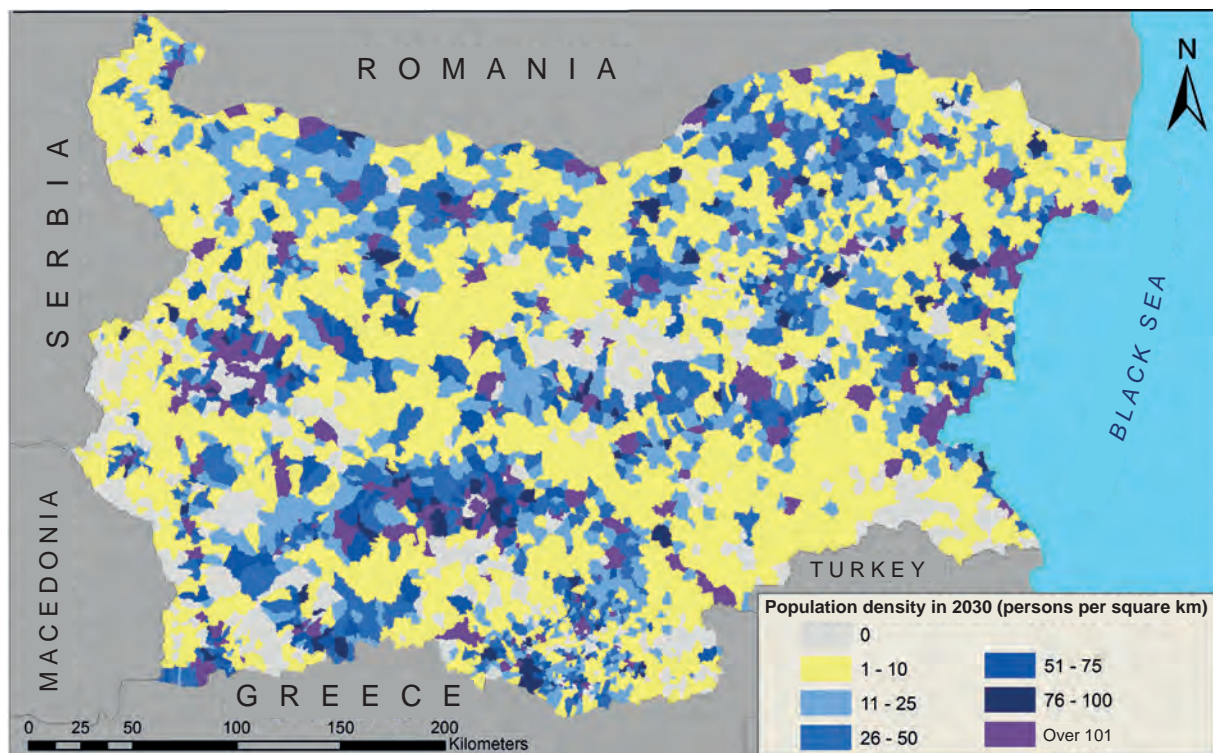 ROMANIA
N
SERBIA
BLACK SEA
MACEDONIA
TURKEY
GREECE
Population density in 2030 (persons per square km)
0
1 - 10
11 - 25
26 - 50
51 - 75
76 - 100
Over 101
0 25 50 100 150 200
Kilometers